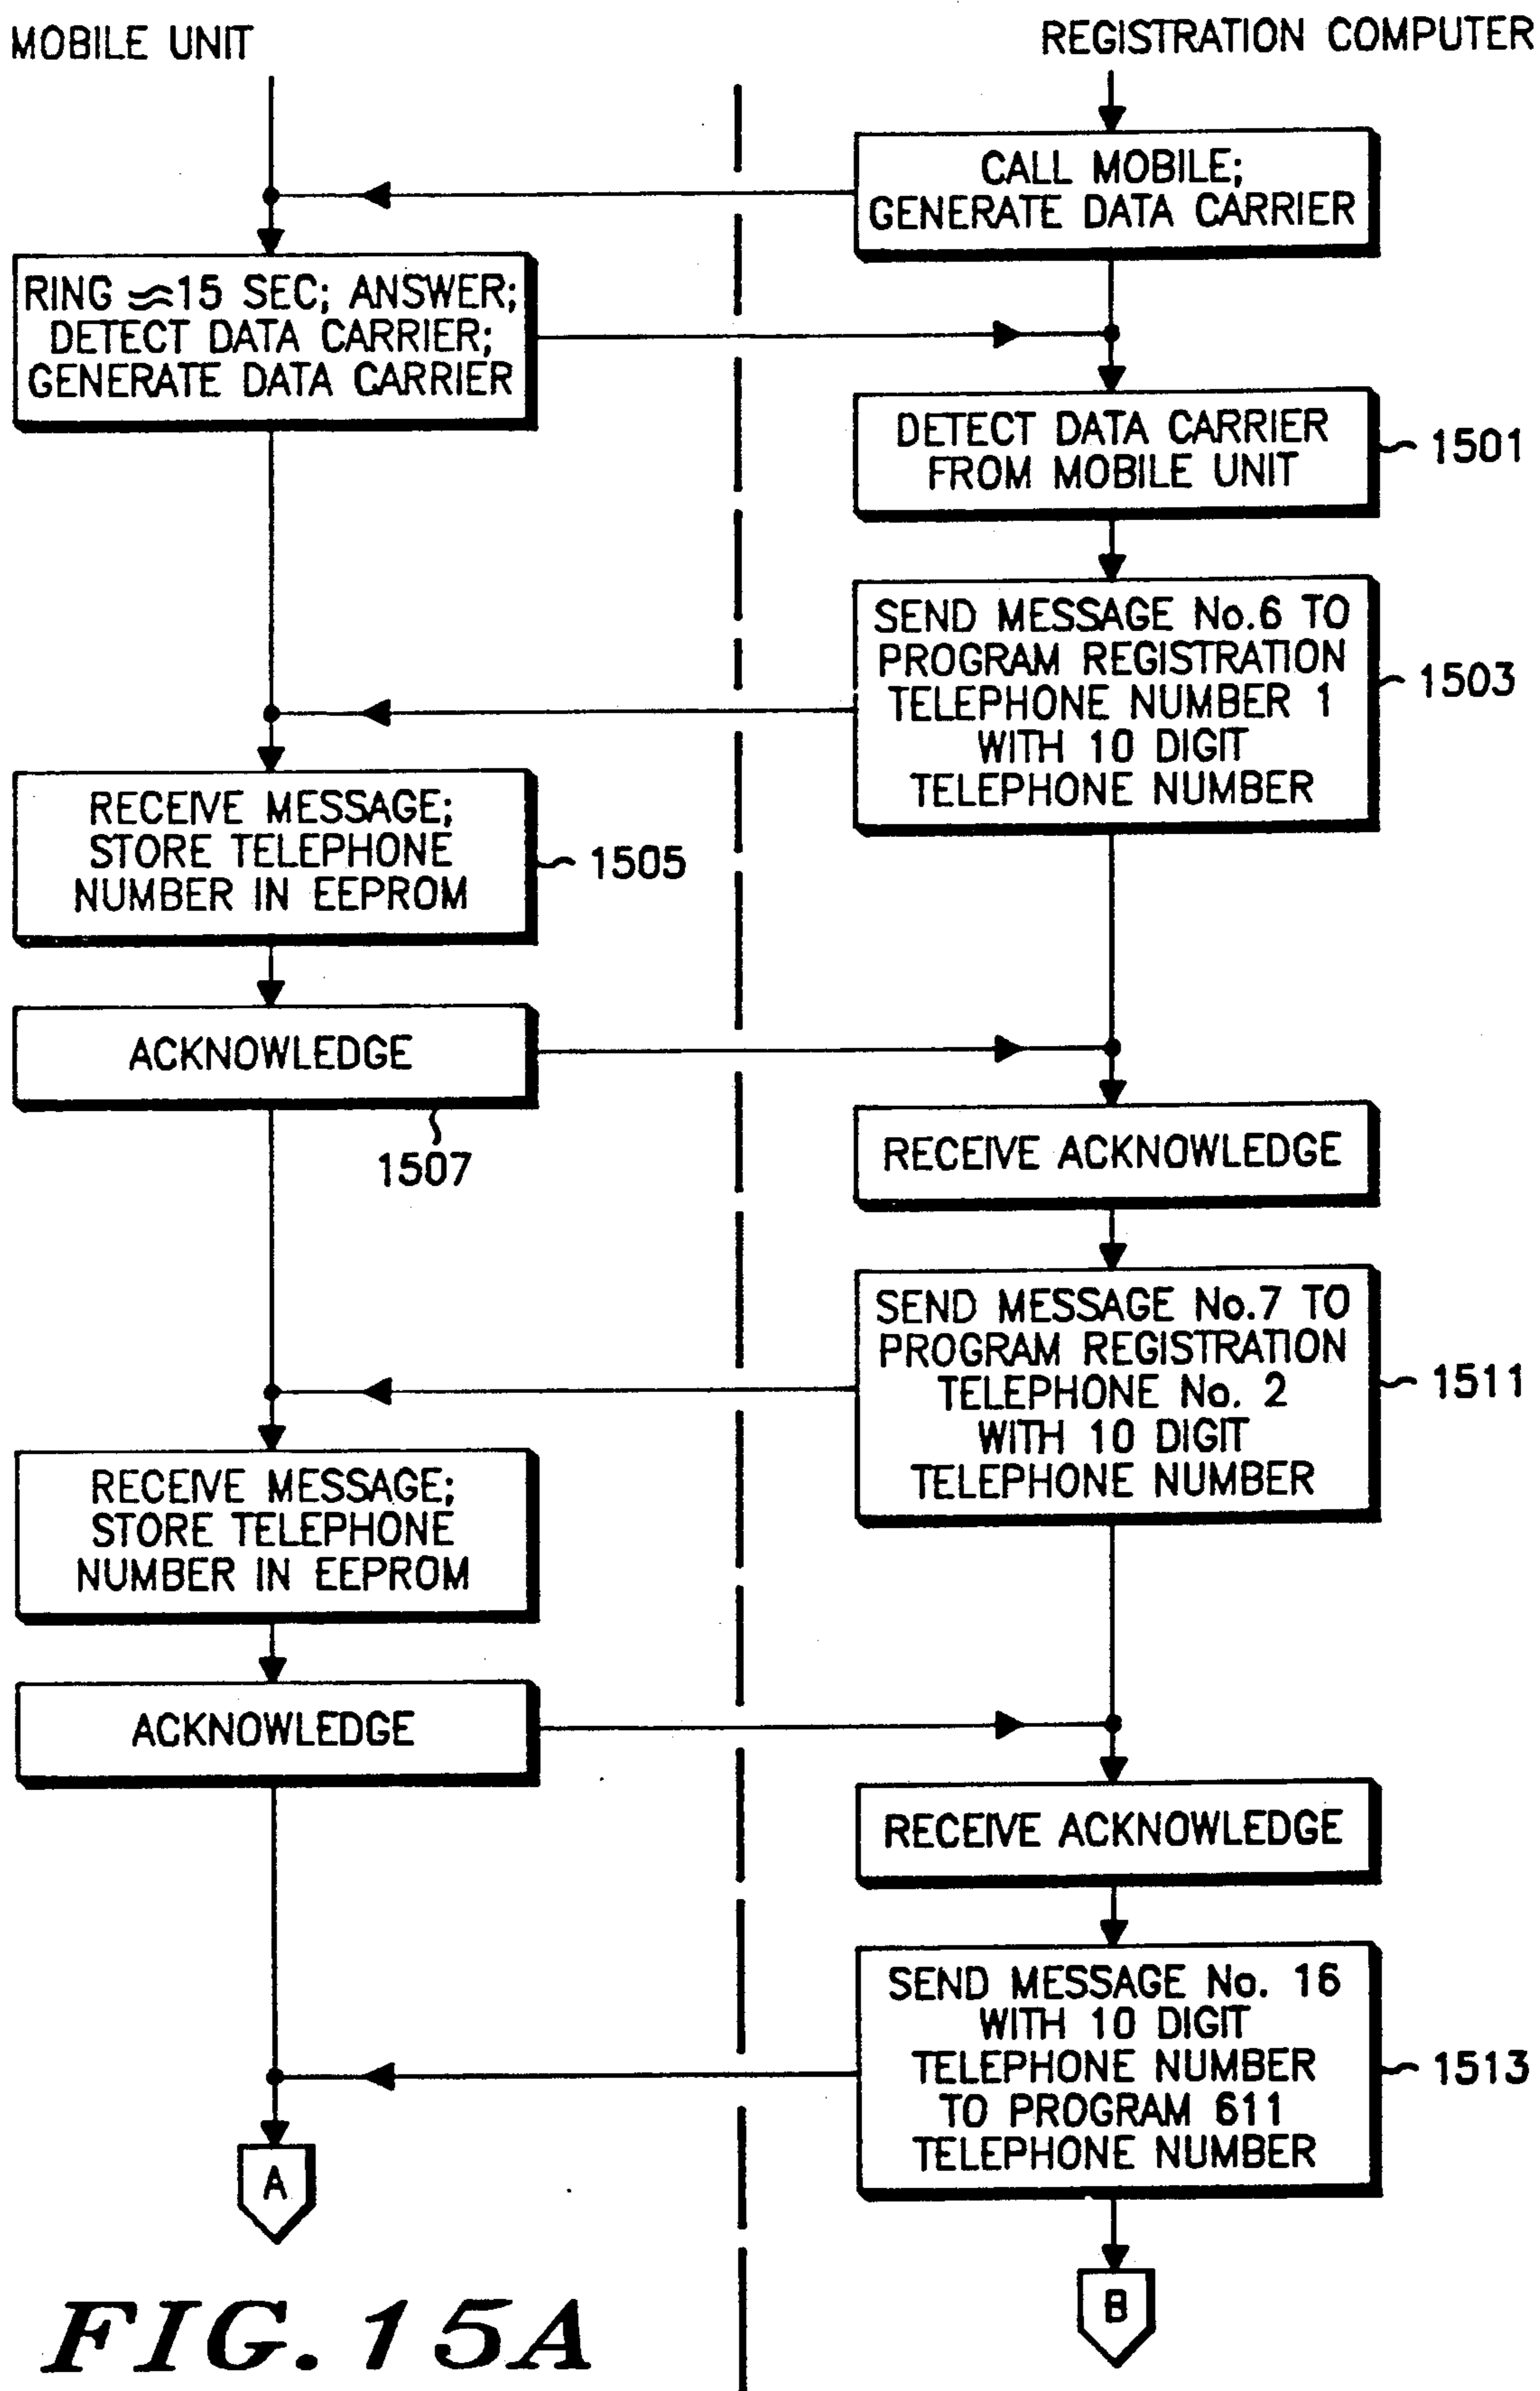 MOBILE UNIT
REGISTRATION COMPUTER
CALL MOBILE;
GENERATE DATA CARRIER
RING ≋15 SEC; ANSWER;
DETECT DATA CARRIER;
GENERATE DATA CARRIER
DETECT DATA CARRIER
FROM MOBILE UNIT
1501
SEND MESSAGE No.6 TO
PROGRAM REGISTRATION
TELEPHONE NUMBER 1
WITH 10 DIGIT
TELEPHONE NUMBER
1503
RECEIVE MESSAGE;
STORE TELEPHONE
NUMBER IN EEPROM
1505
ACKNOWLEDGE
1507
RECEIVE ACKNOWLEDGE
SEND MESSAGE No.7 TO
PROGRAM REGISTRATION
TELEPHONE No. 2
WITH 10 DIGIT
TELEPHONE NUMBER
1511
RECEIVE MESSAGE;
STORE TELEPHONE
NUMBER IN EEPROM
ACKNOWLEDGE
RECEIVE ACKNOWLEDGE
SEND MESSAGE No. 16
WITH 10 DIGIT
TELEPHONE NUMBER
TO PROGRAM 611
TELEPHONE NUMBER
1513
A
B
FIG. 15A